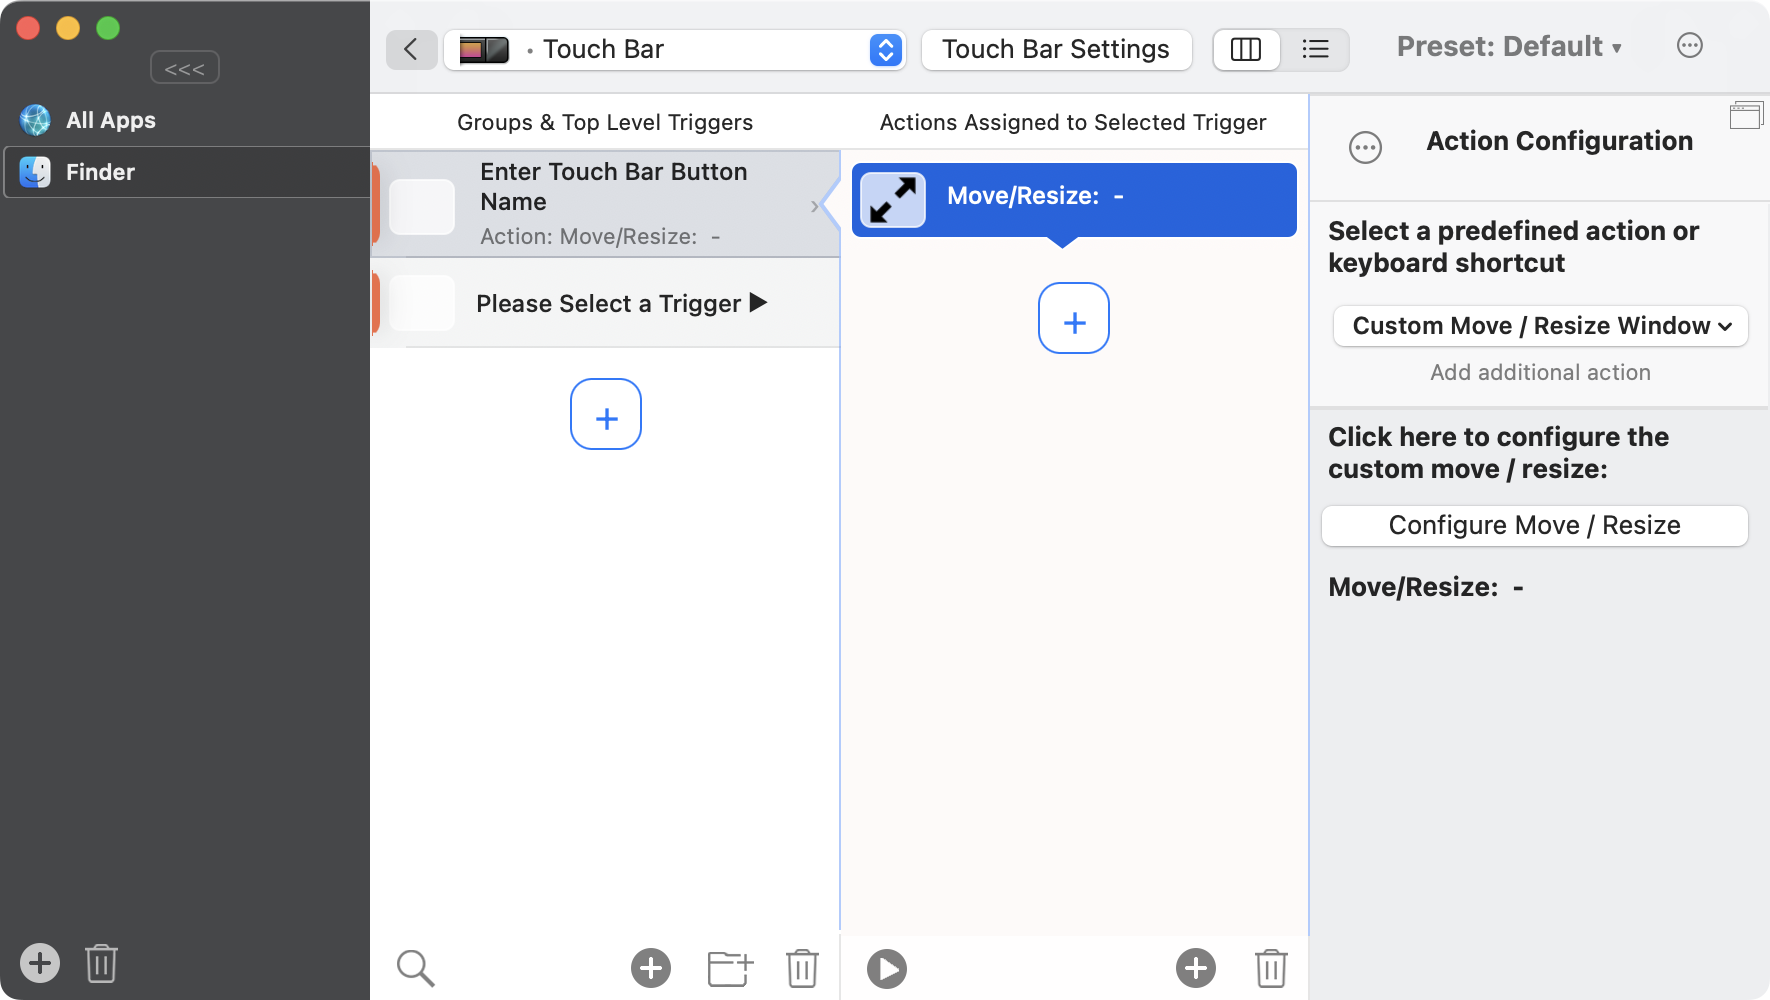 <<<
All Apps
Finder
• Touch Bar
Touch Bar Settings
Preset: Default ▾
Groups & Top Level Triggers
Enter Touch Bar Button
Name
Action: Move/Resize:  -
Please Select a Trigger ▶
Actions Assigned to Selected Trigger
Move/Resize:  -
Action Configuration
Select a predefined action or
keyboard shortcut
Custom Move / Resize Window
Add additional action
Click here to configure the
custom move / resize:
Configure Move / Resize
Move/Resize:  -